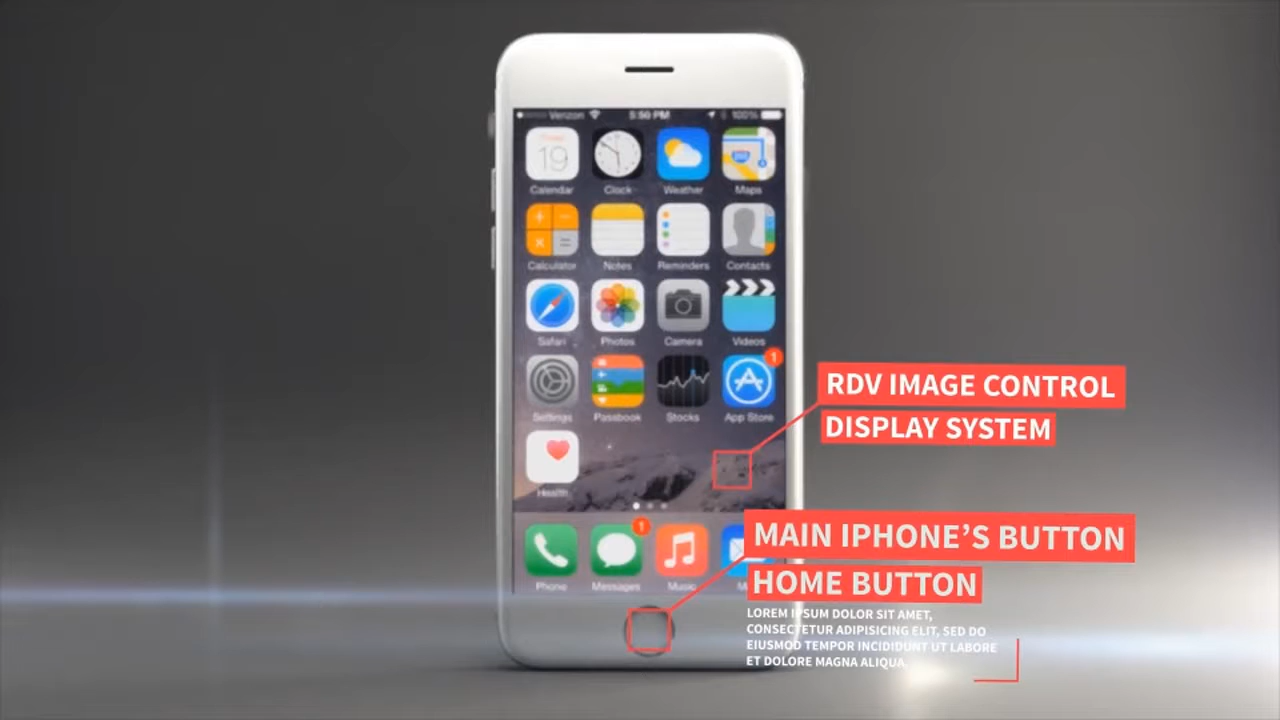 Verizon 5:50 PM 100%
19
Calendar Clock Weather Maps
Calculator Notes Reminders Contacts
Safari Photos Camera Videos
1
Settings Passbook Stocks App Store
Health
RDV IMAGE CONTROL
DISPLAY SYSTEM
1
Phone Messages Music
MAIN IPHONE’S BUTTON
HOME BUTTON
LOREM IPSUM DOLOR SIT AMET,
CONSECTETUR ADIPISICING ELIT, SED DO
EIUSMOD TEMPOR INCIDIDUNT UT LABORE
ET DOLORE MAGNA ALIQUA.